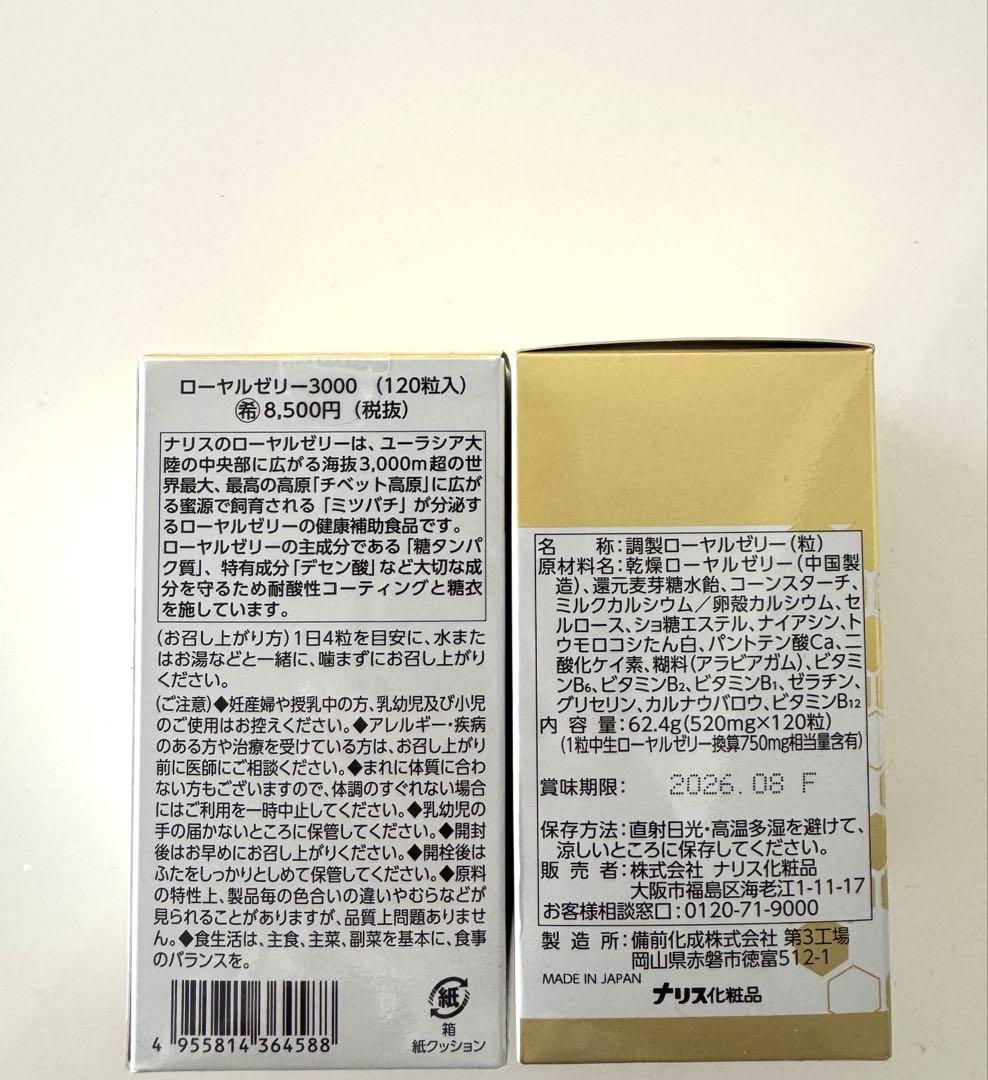 ローヤルゼリー3000 (120粒入)
㊙希 8,500円(税抜)
ナリスのローヤルゼリーは、ユーラシア大
陸の中央部に広がる海抜3,000m超の世
界最大、最高の高原「チベット高原」に広が
る蜜源で飼育される「ミツバチ」が分泌す
るローヤルゼリーの健康補助食品です。
ローヤルゼリーの主成分である「糖タンパ
ク質」、特有成分「デセン酸」など大切な成
分を守るため耐酸性コーティングと糖衣
を施しています。
(お召し上がり方)1日4粒を目安に、水また
はお湯などと一緒に、噛まずにお召し上がり
ください。
(ご注意)◆妊産婦や授乳中の方、乳幼児及び小児
のご使用はお控えください。◆アレルギー・疾病
のある方や治療を受けている方は、お召し上がり
前に医師にご相談ください。◆まれに体質に合わ
ない方もございますので、体調のすぐれない場合
にはご利用を一時中止してください。◆乳幼児の
手の届かないところに保管してください。◆開封
後はお早めにお召し上がりください。◆開栓後は
ふたをしっかりとしめて保管してください。◆原料
の特性上、製品毎の色合いの違いやむらなどが
見られることがありますが、品質上問題ありませ
ん。◆食生活は、主食、主菜、副菜を基本に、食事
のバランスを。
4 955814 364588
紙
箱
紙クッション
名 称:調製ローヤルゼリー(粒)
原材料名:乾燥ローヤルゼリー(中国製
造)、還元麦芽糖水飴、コーンスターチ、
ミルクカルシウム/卵殻カルシウム、セ
ルロース、ショ糖エステル、ナイアシン、ト
ウモロコシたん白、パントテン酸Ca、二
酸化ケイ素、糊料(アラビアガム)、ビタミ
ンB₆、ビタミンB₂、ビタミンB₁、ゼラチン、
グリセリン、カルナウバロウ、ビタミンB₁₂
内 容 量:62.4g(520mg×120粒)
(1粒中生ローヤルゼリー換算750mg相当量含有)
賞味期限: 2026.08 F
保存方法:直射日光・高温多湿を避けて、
涼しいところに保存してください。
販 売 者:株式会社 ナリス化粧品
大阪市福島区海老江1-11-17
お客様相談窓口:0120-71-9000
製 造 所:備前化成株式会社 第3工場
岡山県赤磐市徳富512-1
MADE IN JAPAN
ナリス化粧品